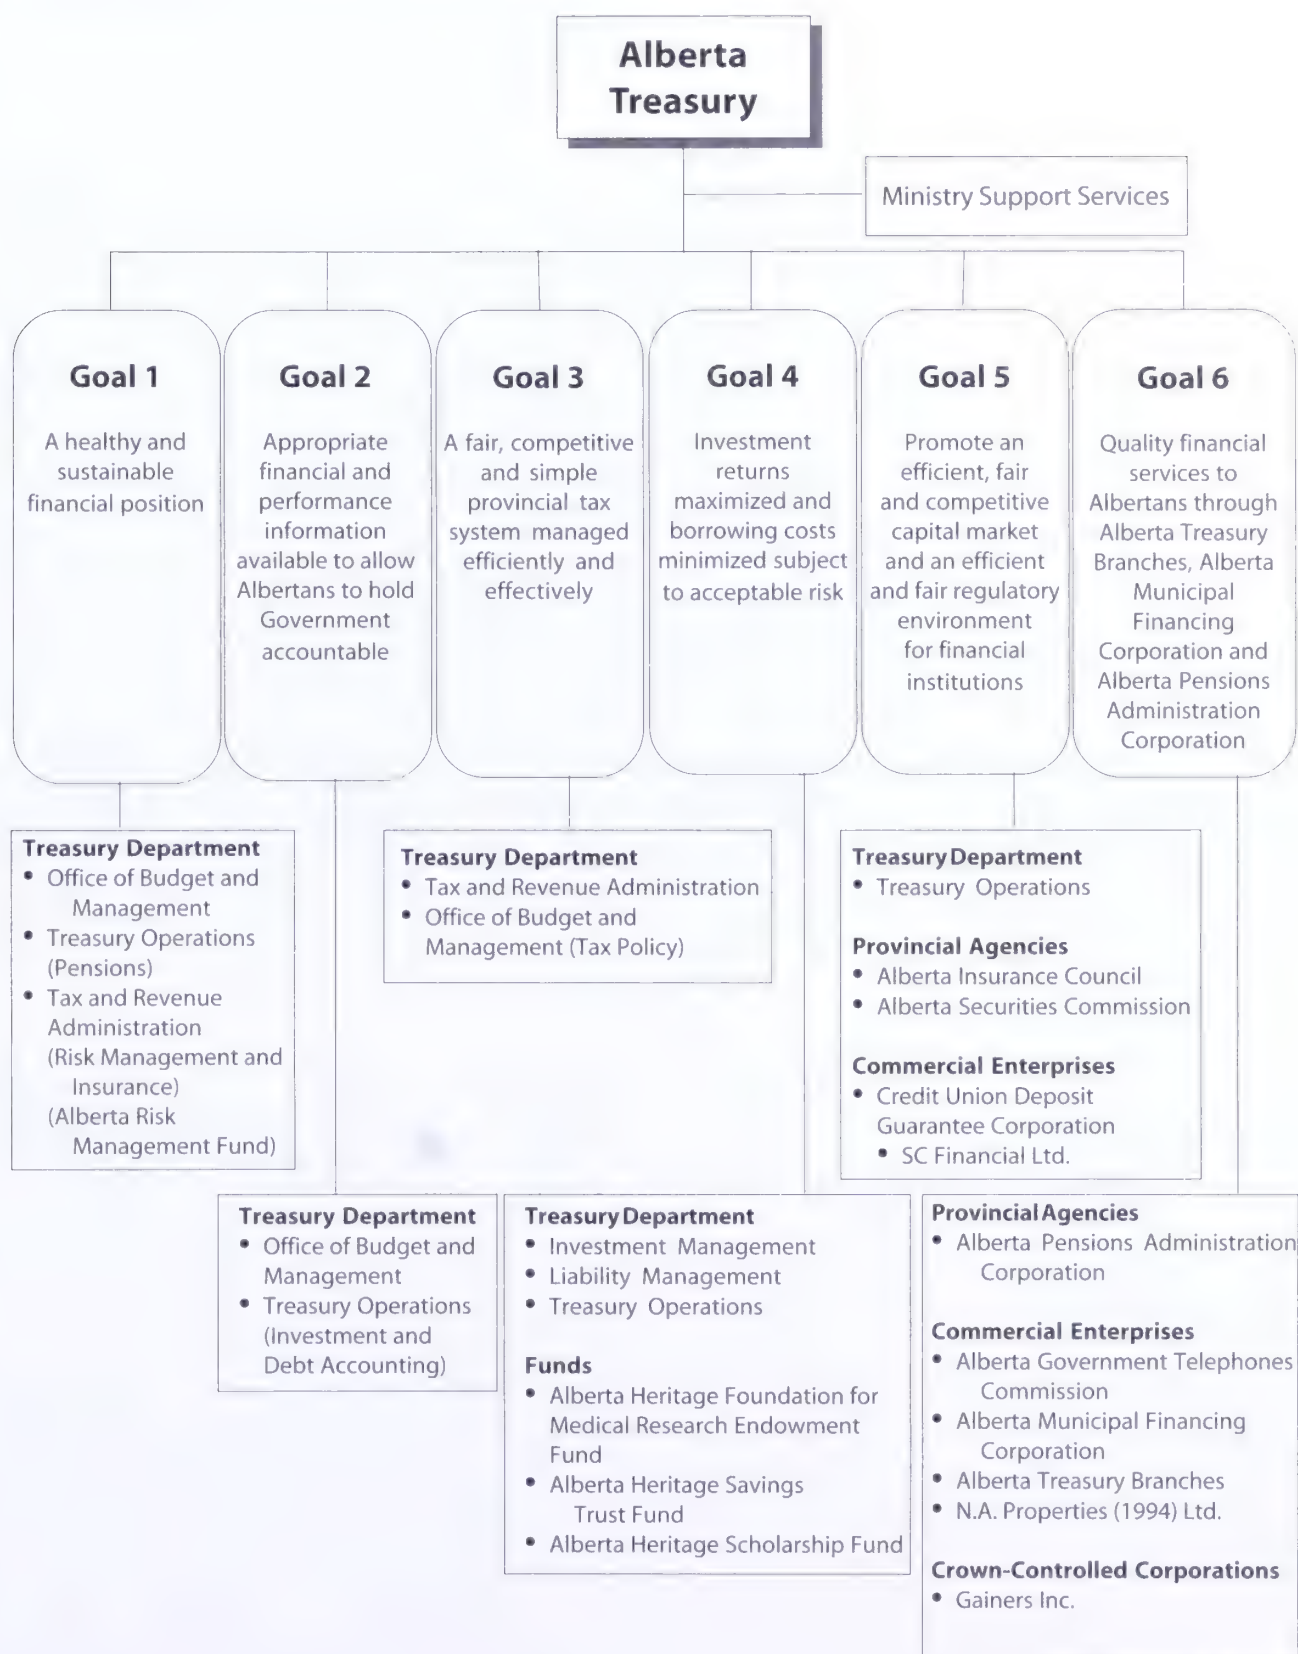 Alberta
Treasury
Ministry Support Services
Goal 1
A healthy and
sustainable
financial position
Goal 2
Appropriate
financial and
performance
information
available to allow
Albertans to hold
Government
accountable
Goal 3
A fair, competitive
and simple
provincial tax
system managed
efficiently and
effectively
Goal 4
Investment
returns
maximized and
borrowing costs
minimized subject
to acceptable risk
Goal 5
Promote an
efficient, fair
and competitive
capital market
and an efficient
and fair regulatory
environment
for financial
institutions
Goal 6
Quality financial
services to
Albertans through
Alberta Treasury
Branches, Alberta
Municipal
Financing
Corporation and
Alberta Pensions
Administration
Corporation
Treasury Department
• Office of Budget and
Management
• Treasury Operations
(Pensions)
• Tax and Revenue
Administration
(Risk Management and
Insurance)
(Alberta Risk
Management Fund)
Treasury Department
• Tax and Revenue Administration
• Office of Budget and
Management (Tax Policy)
Treasury Department
• Treasury Operations
Provincial Agencies
• Alberta Insurance Council
• Alberta Securities Commission
Commercial Enterprises
• Credit Union Deposit
Guarantee Corporation
• SC Financial Ltd.
Treasury Department
• Office of Budget and
Management
• Treasury Operations
(Investment and
Debt Accounting)
Treasury Department
• Investment Management
• Liability Management
• Treasury Operations
Funds
• Alberta Heritage Foundation for
Medical Research Endowment
Fund
• Alberta Heritage Savings
Trust Fund
• Alberta Heritage Scholarship Fund
Provincial Agencies
• Alberta Pensions Administration
Corporation
Commercial Enterprises
• Alberta Government Telephones
Commission
• Alberta Municipal Financing
Corporation
• Alberta Treasury Branches
• N.A. Properties (1994) Ltd.
Crown-Controlled Corporations
• Gainers Inc.